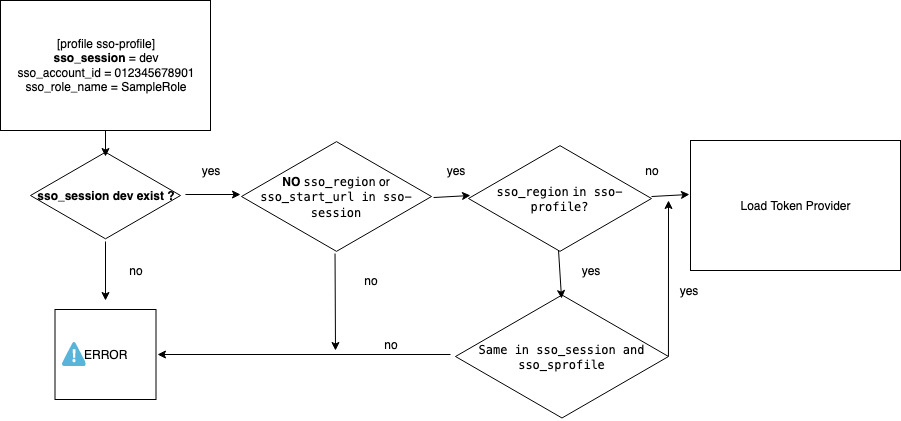 [profile sso-profile]
sso_session = dev
sso_account_id = 012345678901
sso_role_name = SampleRole
sso_session dev exist ?
yes
NO sso_region or
sso_start_url in sso-
session
yes
sso_region in sso-
profile?
no
Load Token Provider
no
no
yes
yes
ERROR
no
Same in sso_session and
sso_sprofile